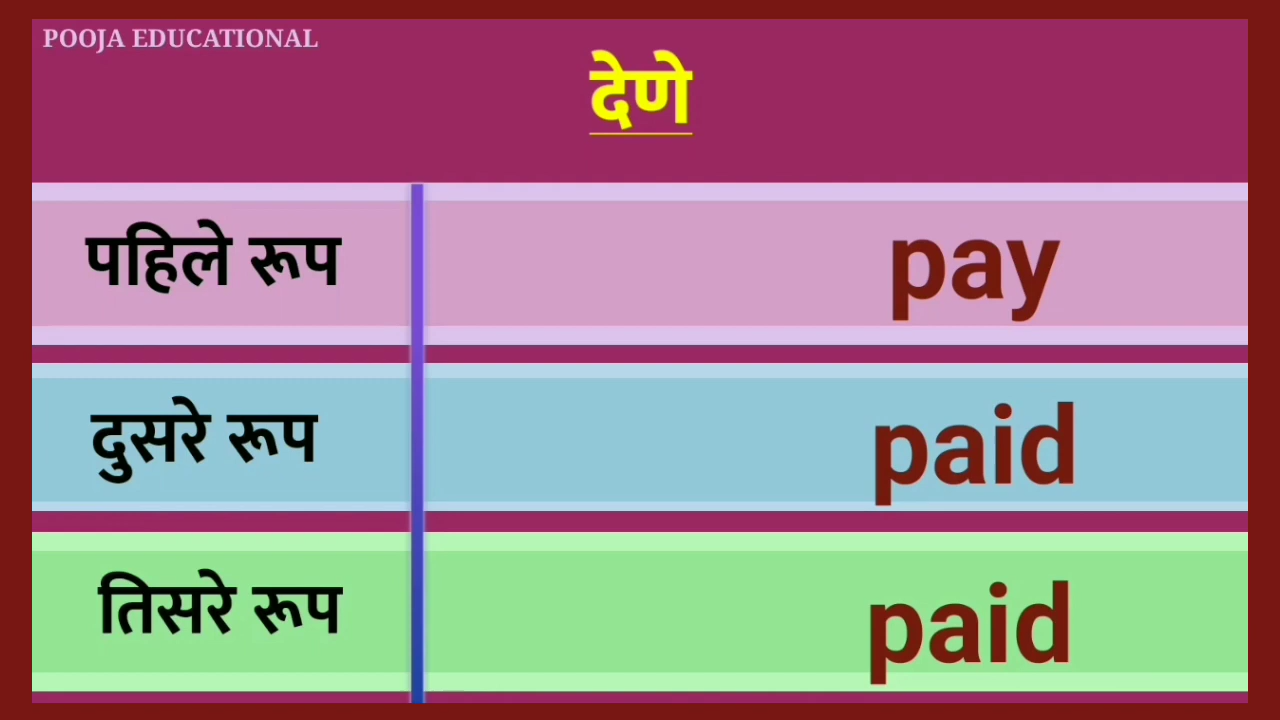 POOJA EDUCATIONAL
देणे
पहिले रूप pay
दुसरे रूप paid
तिसरे रूप paid